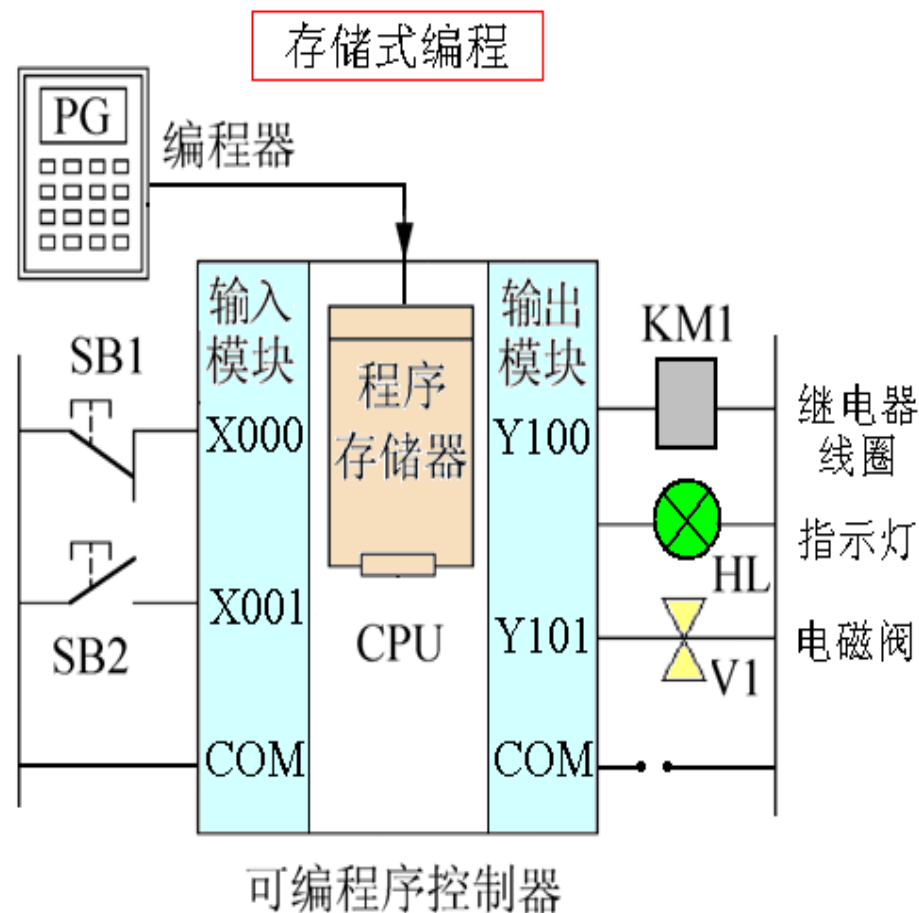 存储式编程
PG
编程器
输入
模块
程序
存储器
输出
模块
KM1
SB1
X000
Y100
继电器
线圈
指示灯
HL
X001
SB2
CPU
Y101
电磁阀
V1
COM
COM
可编程序控制器